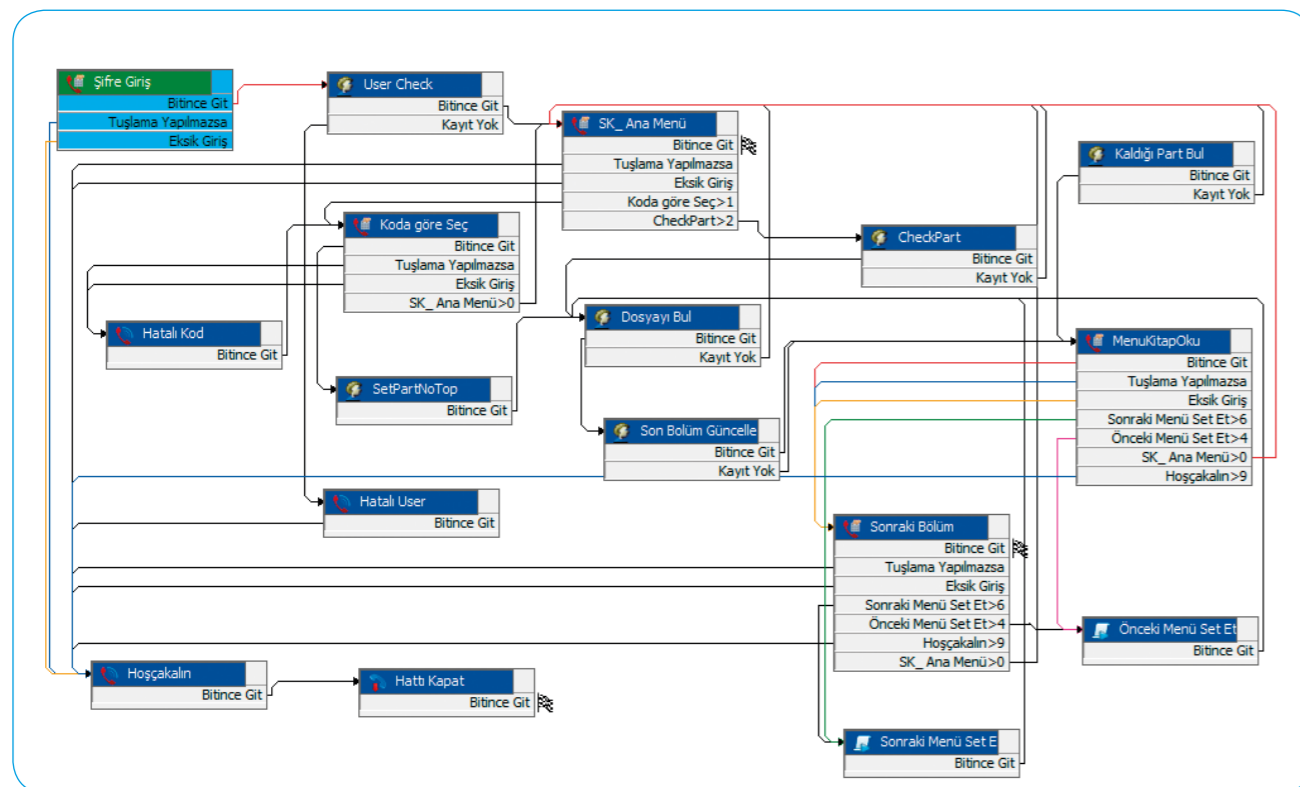 Şifre Giriş
Bitince Git
Tuşlama Yapılmazsa
Eksik Giriş
User Check
Bitince Git
Kayıt Yok
SK_ Ana Menü
Bitince Git
Tuşlama Yapılmazsa
Eksik Giriş
Koda göre Seç>1
CheckPart>2
Kaldığı Part Bul
Bitince Git
Kayıt Yok
Koda göre Seç
Bitince Git
Tuşlama Yapılmazsa
Eksik Giriş
SK_ Ana Menü>0
CheckPart
Bitince Git
Kayıt Yok
Hatalı Kod
Bitince Git
Dosyayı Bul
Bitince Git
Kayıt Yok
MenuKitapOku
Bitince Git
Tuşlama Yapılmazsa
Eksik Giriş
Sonraki Menü Set Et>6
Önceki Menü Set Et>4
SK_ Ana Menü>0
Hoşçakalın>9
SetPartNoTop
Bitince Git
Son Bolüm Güncelle
Bitince Git
Kayıt Yok
Hatalı User
Bitince Git
Sonraki Bölüm
Bitince Git
Tuşlama Yapılmazsa
Eksik Giriş
Sonraki Menü Set Et>6
Önceki Menü Set Et>4
Hoşçakalın>9
SK_ Ana Menü>0
Önceki Menü Set Et
Bitince Git
Hoşçakalın
Bitince Git
Hattı Kapat
Bitince Git
Sonraki Menü Set E
Bitince Git